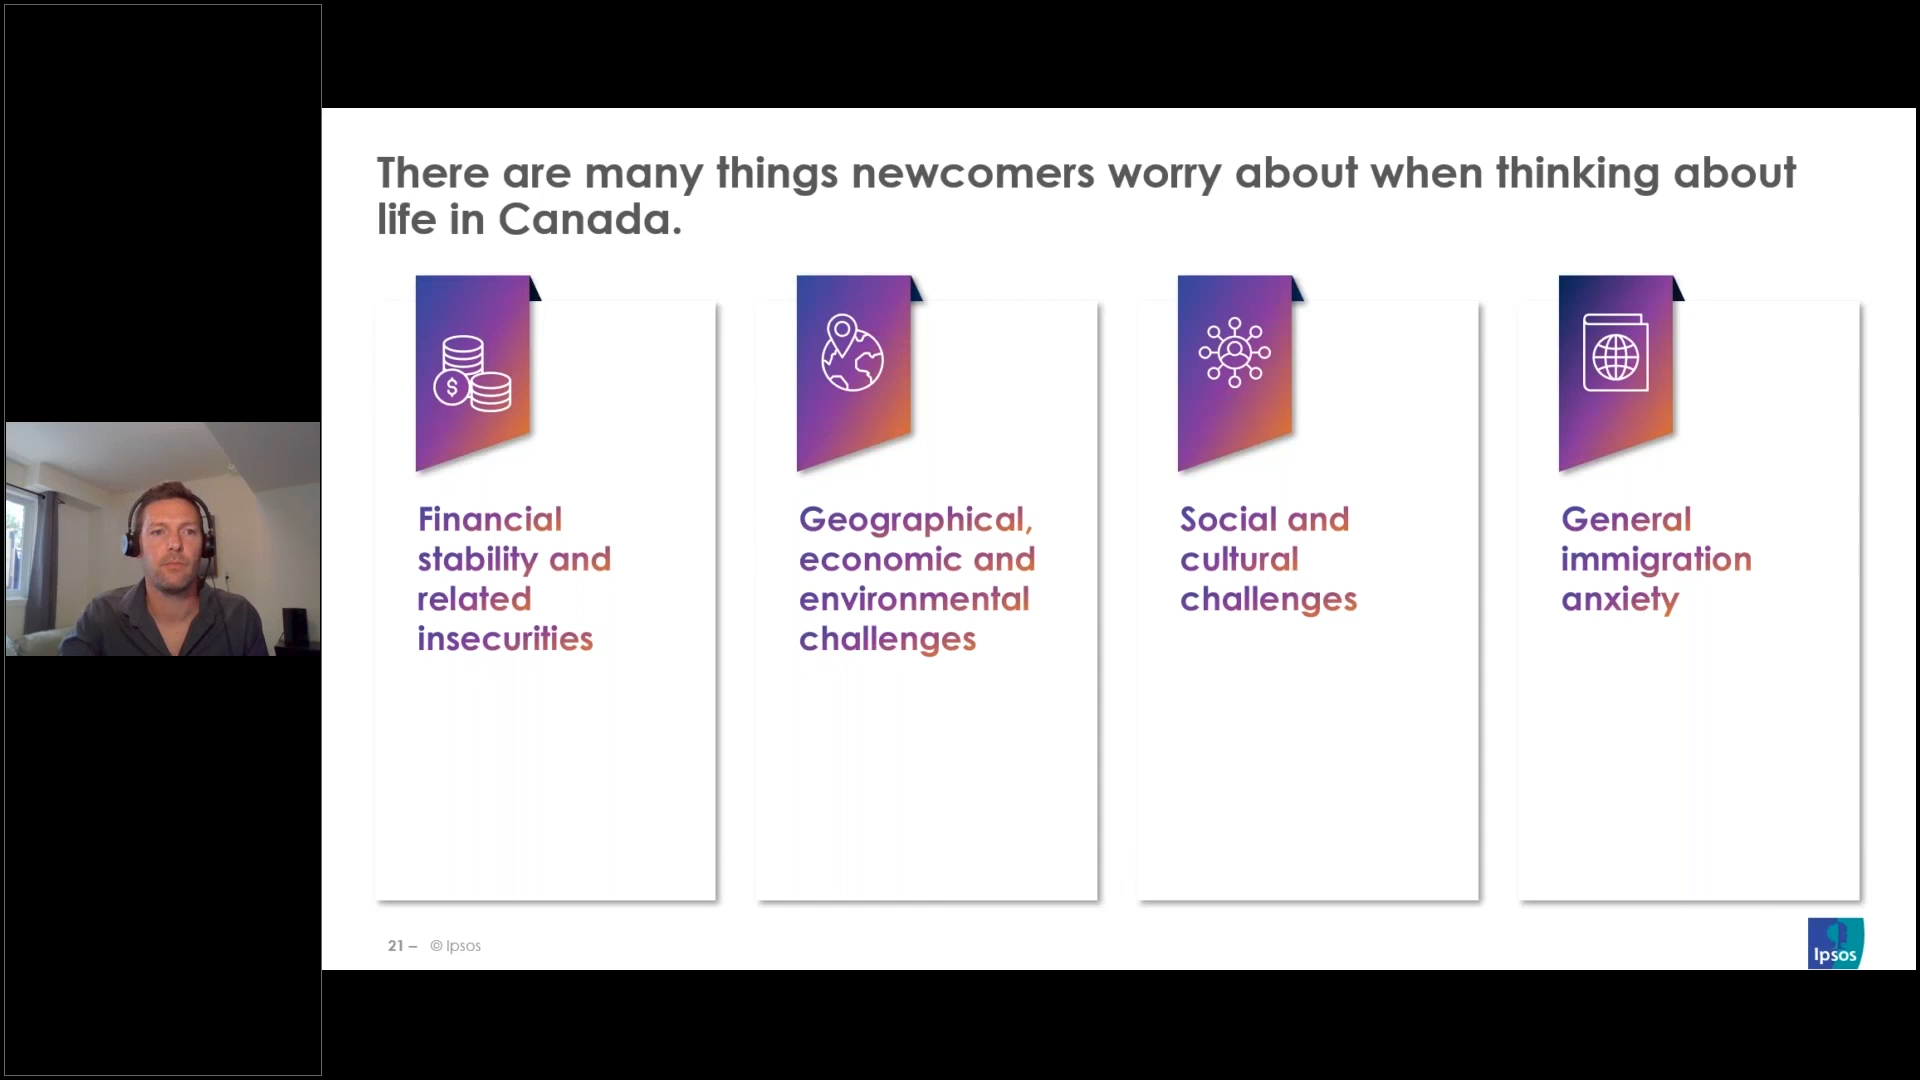 There are many things newcomers worry about when thinking about
life in Canada.
$
Financial
stability and
related
insecurities
Geographical,
economic and
environmental
challenges
Social and
cultural
challenges
General
immigration
anxiety
21 – © Ipsos
Ipsos